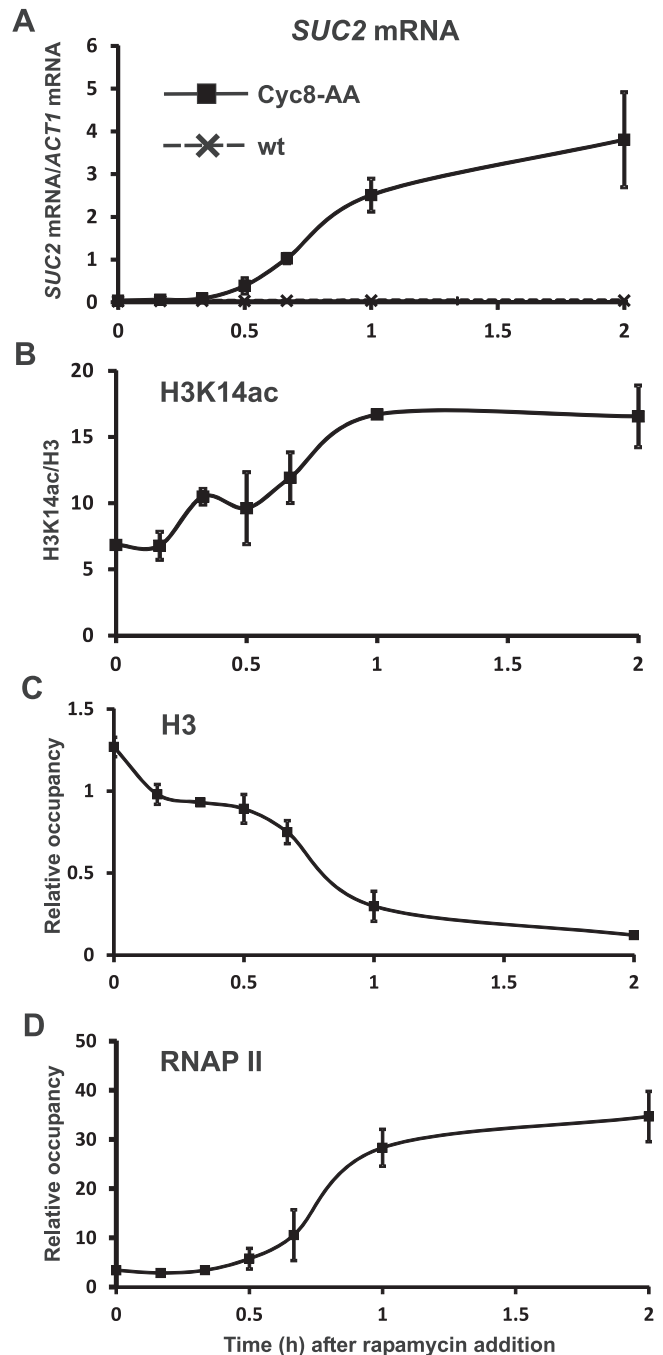 A
SUC2 mRNA
SUC2 mRNA/ACT1 mRNA
6
5
4
3
2
1
0
Cyc8-AA
wt
0 0.5 1 1.5 2
B
H3K14ac
H3K14ac/H3
20
15
10
5
0
0 0.5 1 1.5 2
C
H3
Relative occupancy
1.5
1
0.5
0
0 0.5 1 1.5 2
D
RNAP II
Relative occupancy
50
40
30
20
10
0
0 0.5 1 1.5 2
Time (h) after rapamycin addition